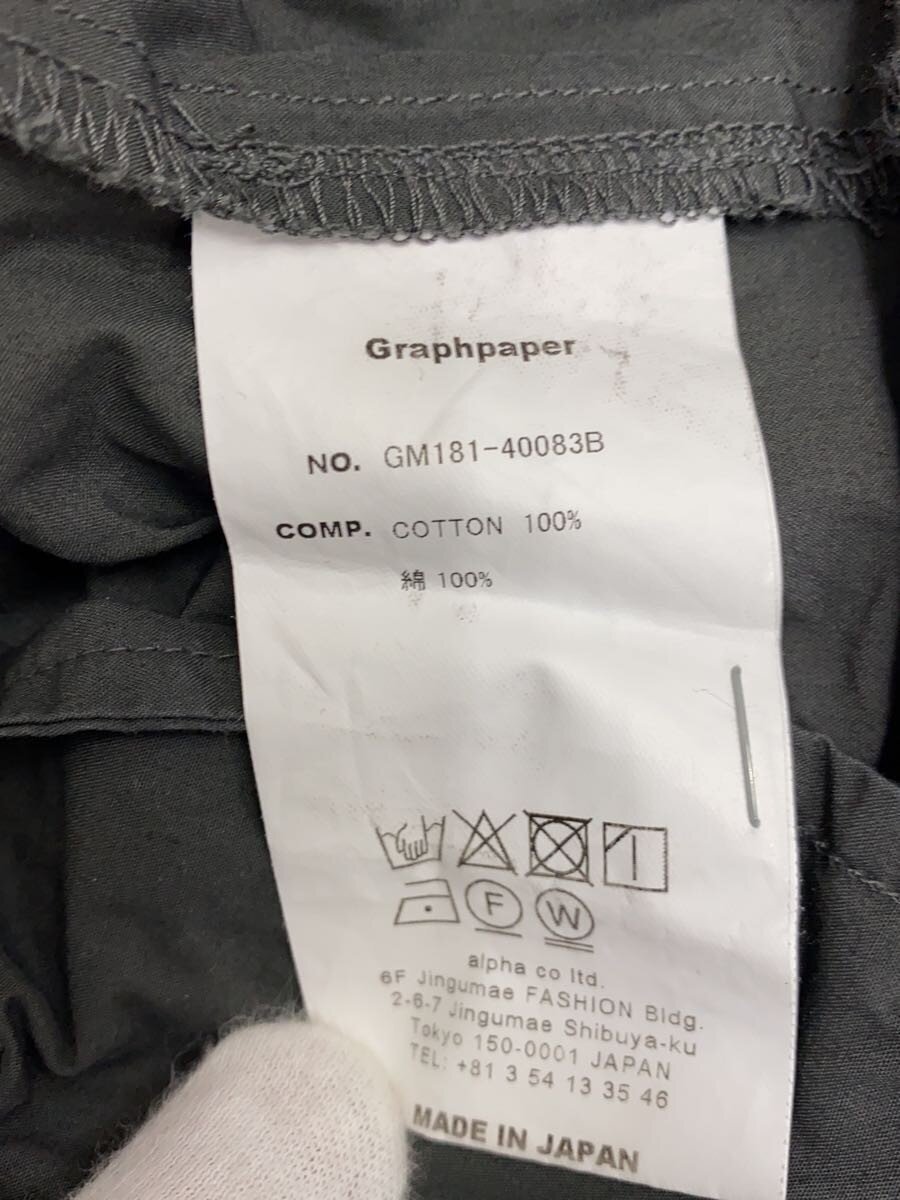 Graphpaper
NO. GM181-40083B
COMP. COTTON 100%
綿 100%
F W
alpha co ltd.
6F Jingumae FASHION Bldg.
2-6-7 Jingumae Shibuya-ku
Tokyo 150-0001 JAPAN
TEL: +81 3 54 13 35 46
MADE IN JAPAN